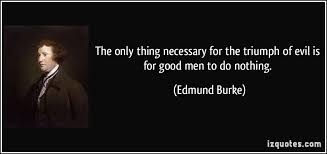 The only thing necessary for the triumph of evil is
for good men to do nothing.
(Edmund Burke)
izquotes.com